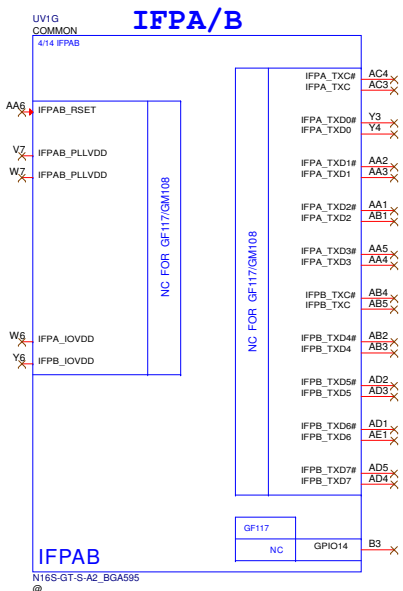 IFPA/B
UV1G
COMMON
4/14 IFPAB
AA6 IFPAB_RSET
V7 IFPAB_PLLVDD
W7 IFPAB_PLLVDD
W6 IFPA_IOVDD
Y6 IFPB_IOVDD
NC FOR GF117/GM108
NC FOR GF117/GM108
IFPA_TXC# AC4
IFPA_TXC AC3
IFPA_TXD0# Y3
IFPA_TXD0 Y4
IFPA_TXD1# AA2
IFPA_TXD1 AA3
IFPA_TXD2# AA1
IFPA_TXD2 AB1
IFPA_TXD3# AA5
IFPA_TXD3 AA4
IFPB_TXC# AB4
IFPB_TXC AB5
IFPB_TXD4# AB2
IFPB_TXD4 AB3
IFPB_TXD5# AD2
IFPB_TXD5 AD3
IFPB_TXD6# AD1
IFPB_TXD6 AE1
IFPB_TXD7# AD5
IFPB_TXD7 AD4
GF117
NC GPIO14 B3
IFPAB
N16S-GT-S-A2_BGA595
@